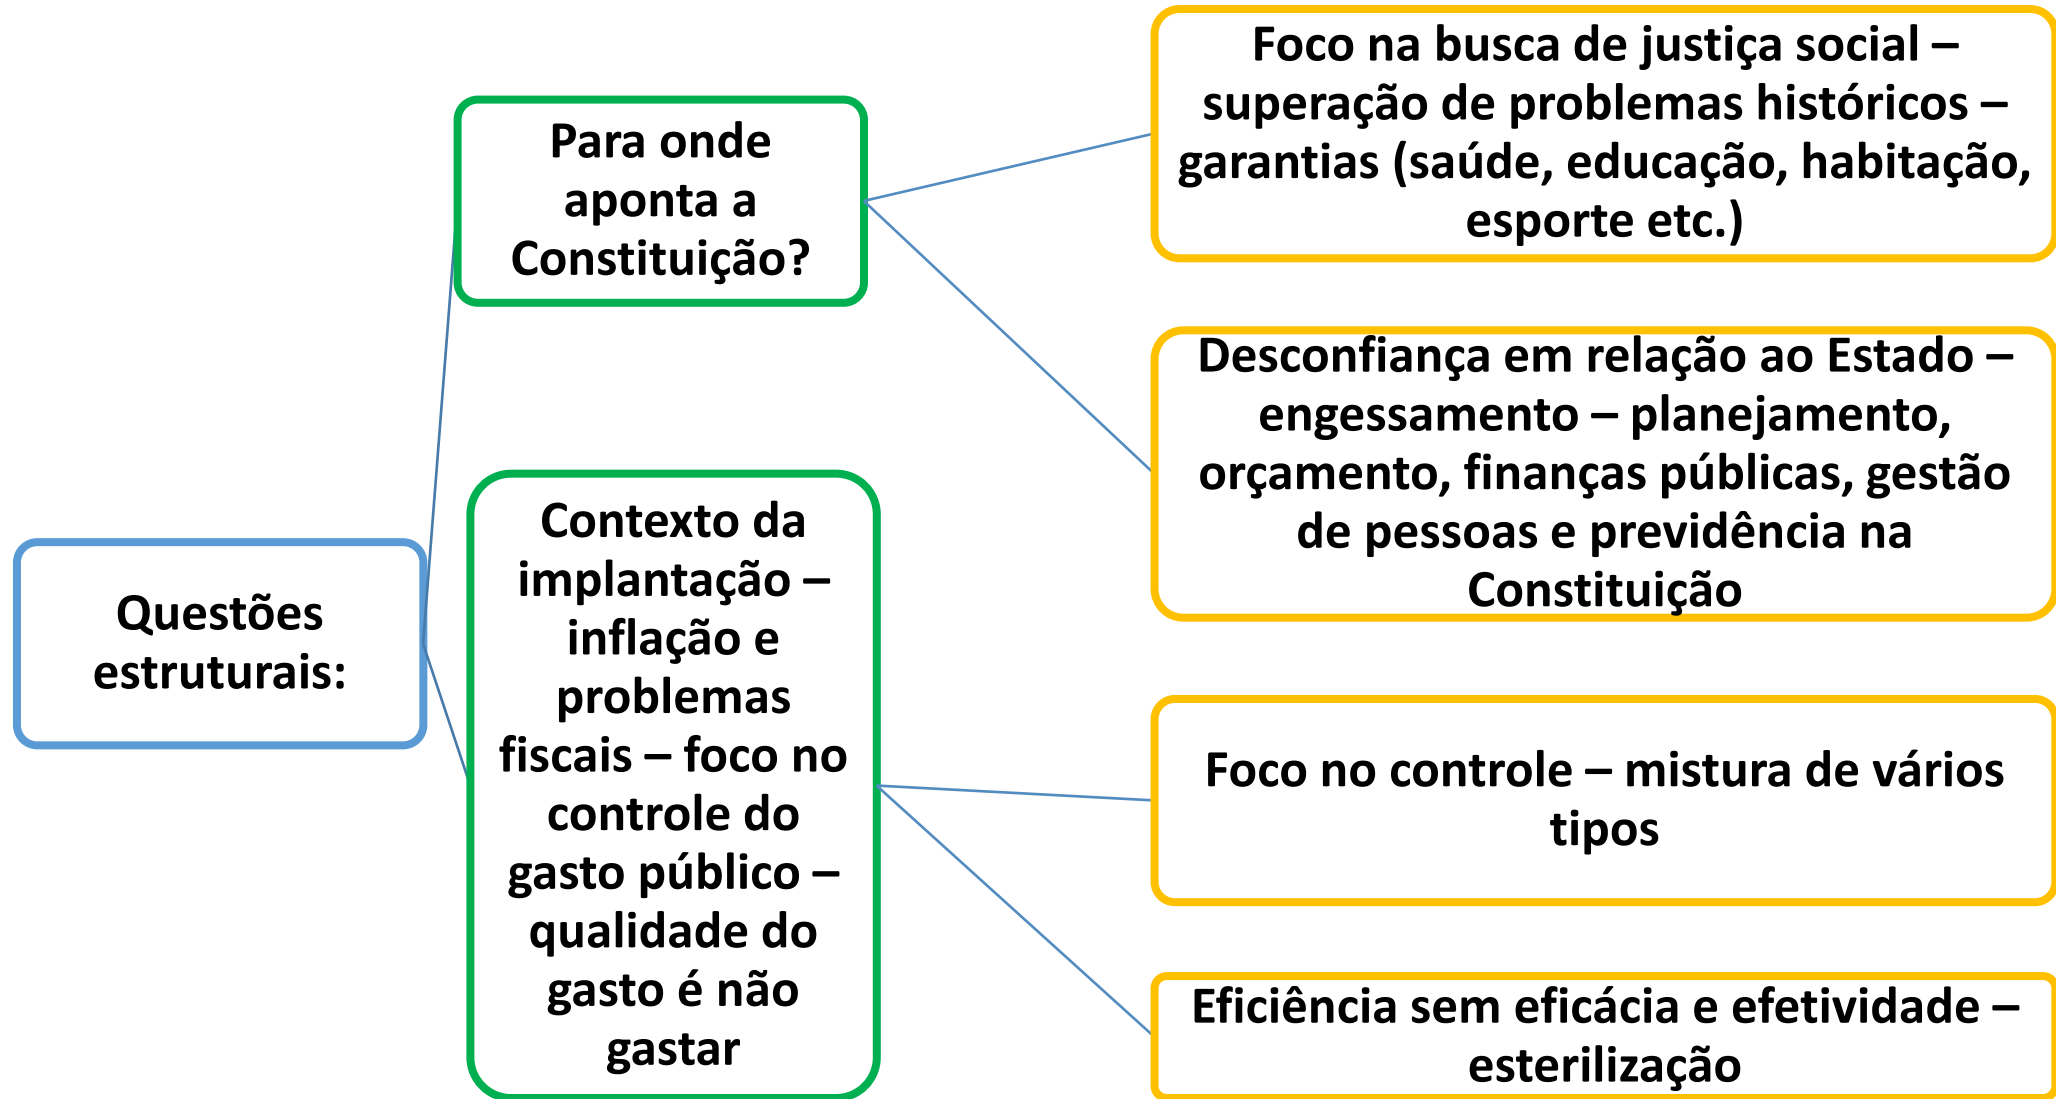 Questões
estruturais:
Para onde
aponta a
Constituição?
Foco na busca de justiça social –
superação de problemas históricos –
garantias (saúde, educação, habitação,
esporte etc.)
Desconfiança em relação ao Estado –
engessamento – planejamento,
orçamento, finanças públicas, gestão
de pessoas e previdência na
Constituição
Contexto da
implantação –
inflação e
problemas
fiscais – foco no
controle do
gasto público –
qualidade do
gasto é não
gastar
Foco no controle – mistura de vários
tipos
Eficiência sem eficácia e efetividade –
esterilização